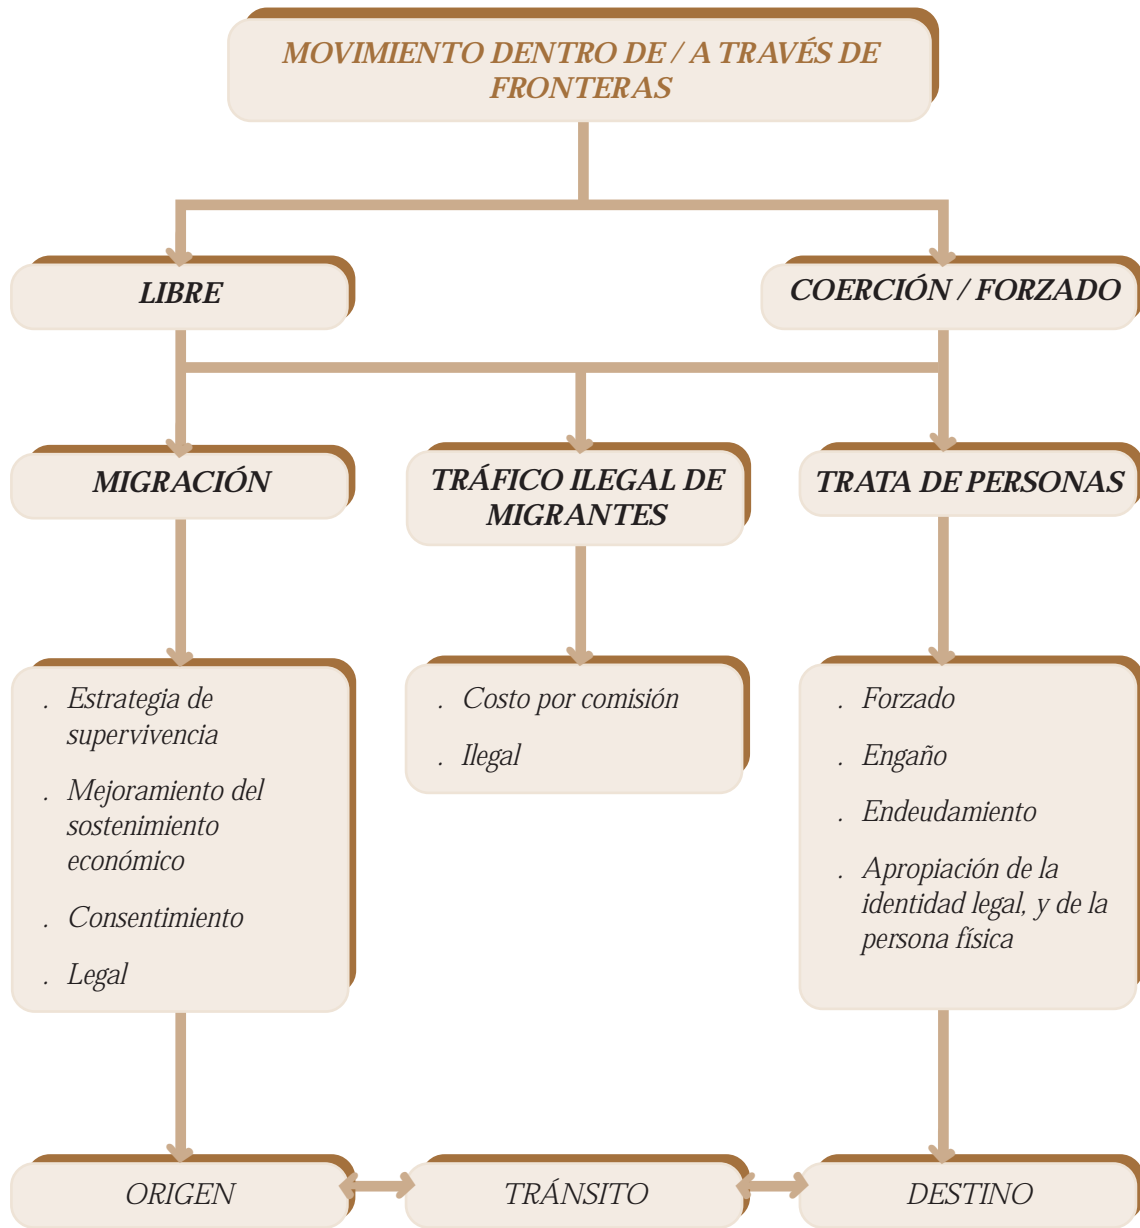 MOVIMIENTO DENTRO DE / A TRAVÉS DE
FRONTERAS
LIBRE
COERCIÓN / FORZADO
MIGRACIÓN
TRÁFICO ILEGAL DE
MIGRANTES
TRATA DE PERSONAS
. Estrategia de
supervivencia
. Mejoramiento del
sostenimiento
económico
. Consentimiento
. Legal
. Costo por comisión
. Ilegal
. Forzado
. Engaño
. Endeudamiento
. Apropiación de la
identidad legal, y de la
persona física
ORIGEN
TRÁNSITO
DESTINO